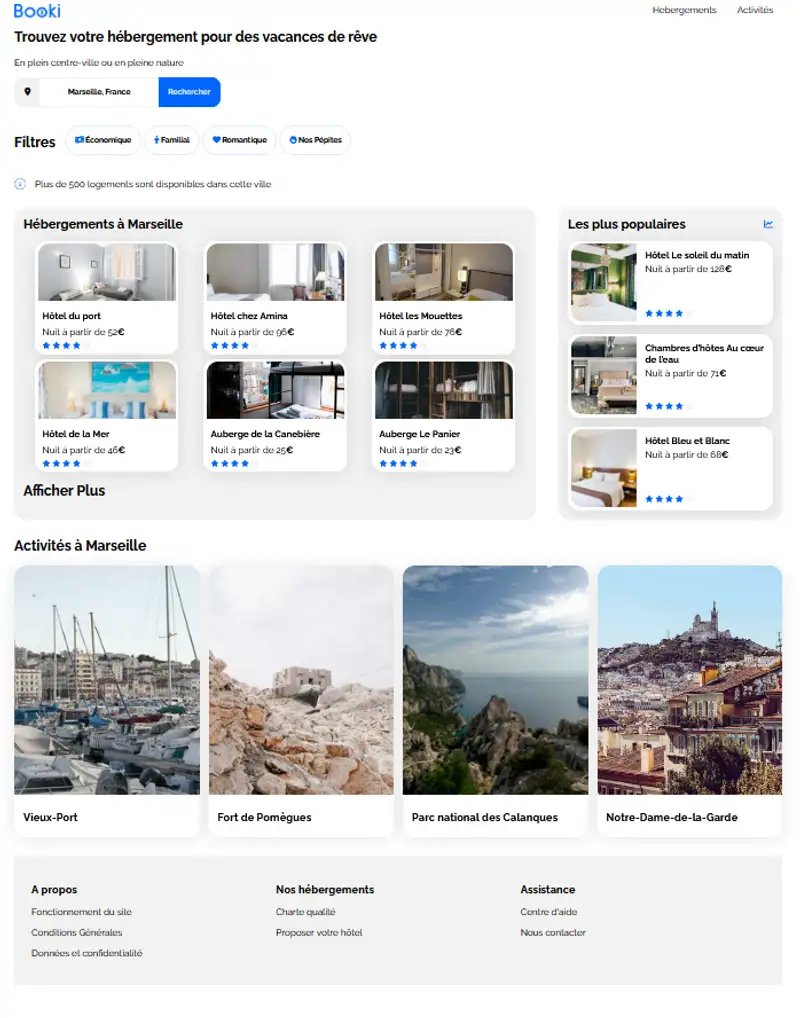 Booki
Hebergements
Activités
Trouvez votre hébergement pour des vacances de rêve
En plein centre-ville ou en pleine nature
Marseille, France
Rechercher
Filtres
Économique
Familial
Romantique
Nos Pépites
Plus de 500 logements sont disponibles dans cette ville
Hébergements à Marseille
Hôtel du port
Nuit à partir de 52€
Hôtel chez Amina
Nuit à partir de 96€
Hôtel les Mouettes
Nuit à partir de 76€
Hôtel de la Mer
Nuit à partir de 46€
Auberge de la Canebière
Nuit à partir de 25€
Auberge Le Panier
Nuit à partir de 23€
Afficher Plus
Les plus populaires
Hôtel Le soleil du matin
Nuit à partir de 128€
Chambres d'hôtes Au cœur
de l'eau
Nuit à partir de 71€
Hôtel Bleu et Blanc
Nuit à partir de 68€
Activités à Marseille
Vieux-Port
Fort de Pomègues
Parc national des Calanques
Notre-Dame-de-la-Garde
A propos
Fonctionnement du site
Conditions Générales
Données et confidentialité
Nos hébergements
Charte qualité
Proposer votre hôtel
Assistance
Centre d'aide
Nous contacter